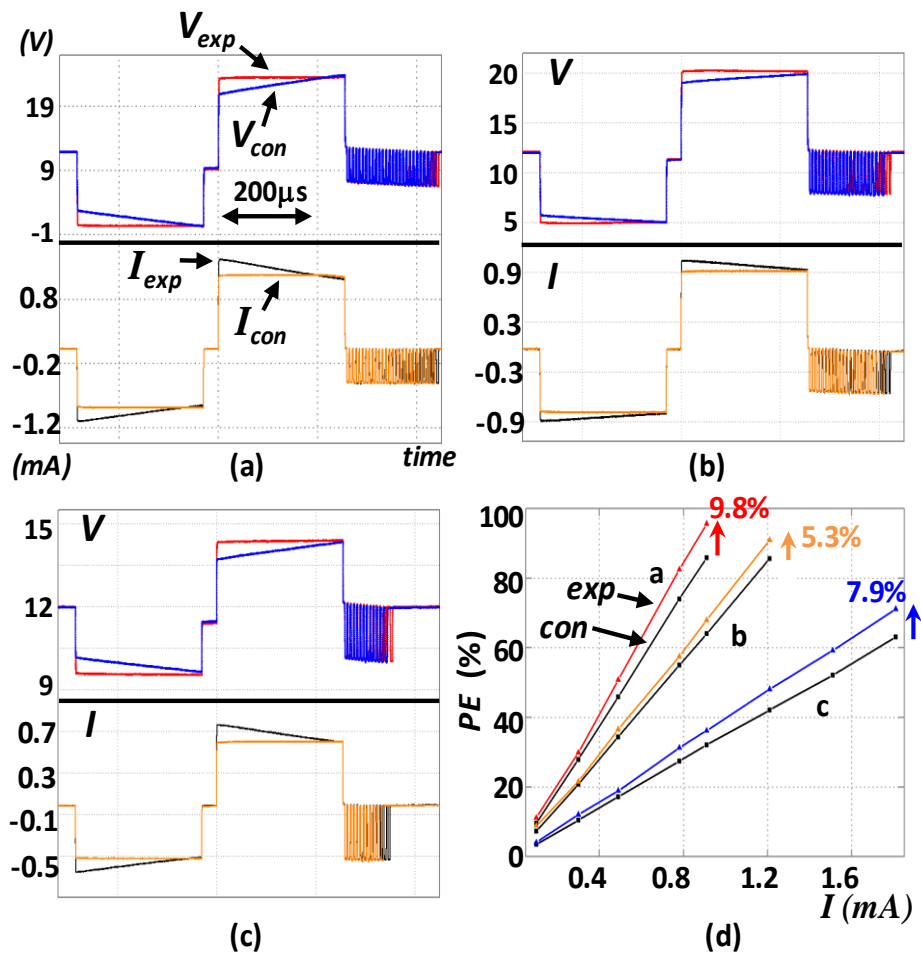 (V)
V_exp
V_con
19
9
-1
200μs
I_exp
I_con
0.8
-0.2
-1.2
(mA)
(a)
time
V
20
15
10
5
I
0.9
0.3
-0.3
-0.9
(b)
V
15
12
9
I
0.7
0.3
-0.1
-0.5
(c)
PE (%)
100
80
60
40
20
0
9.8%
5.3%
7.9%
a
exp
con
b
c
0.4 0.8 1.2 1.6
I (mA)
(d)